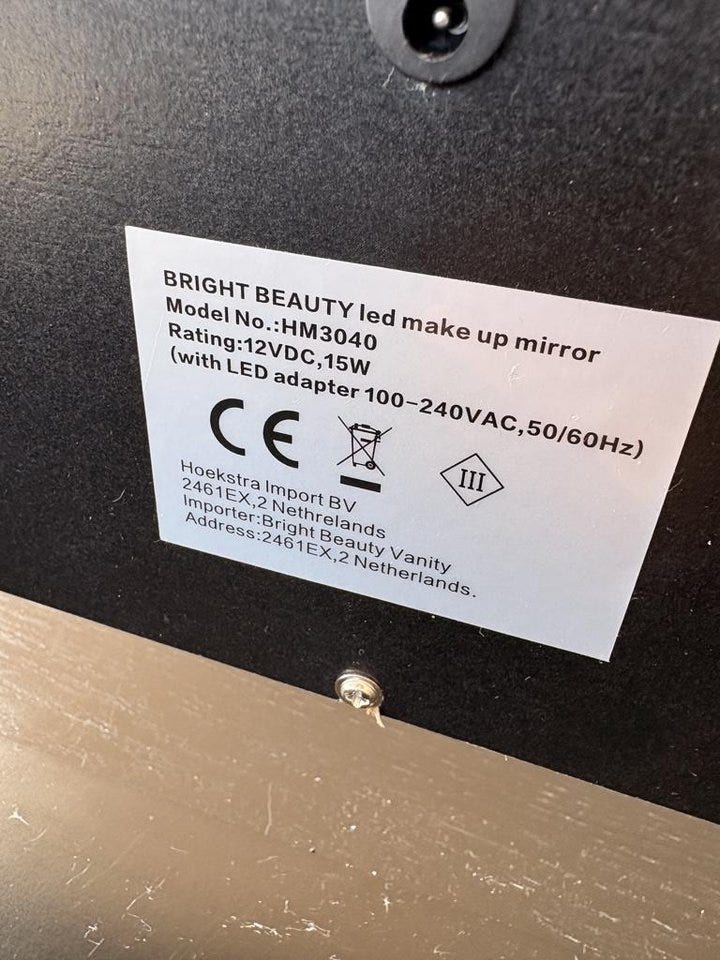 BRIGHT BEAUTY led make up mirror
Model No.:HM3040
Rating:12VDC,15W
(with LED adapter 100-240VAC,50/60Hz)
CE
III
Hoekstra Import BV
2461EX,2 Nethrelands
Importer:Bright Beauty Vanity
Address:2461EX,2 Netherlands.